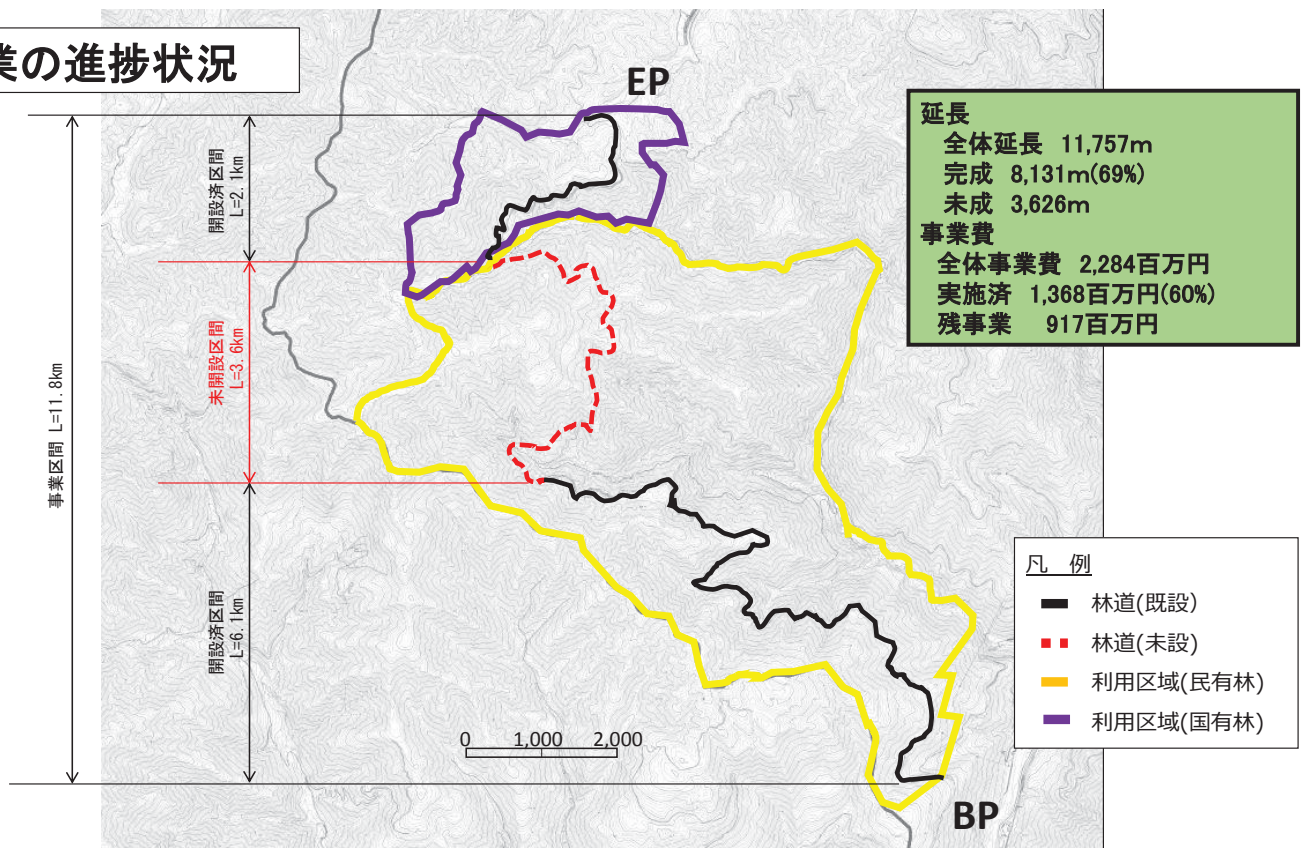 業の進捗状況
EP
延長
全体延長 11,757m
完成 8,131m(69%)
未成 3,626m
事業費
全体事業費 2,284百万円
実施済 1,368百万円(60%)
残事業 917百万円
開設済区間
L=2.1km
未開設区間
L=3.6km
事業区間 L=11.8km
開設済区間
L=6.1km
凡 例
林道(既設)
林道(未設)
利用区域(民有林)
利用区域(国有林)
0 1,000 2,000
BP